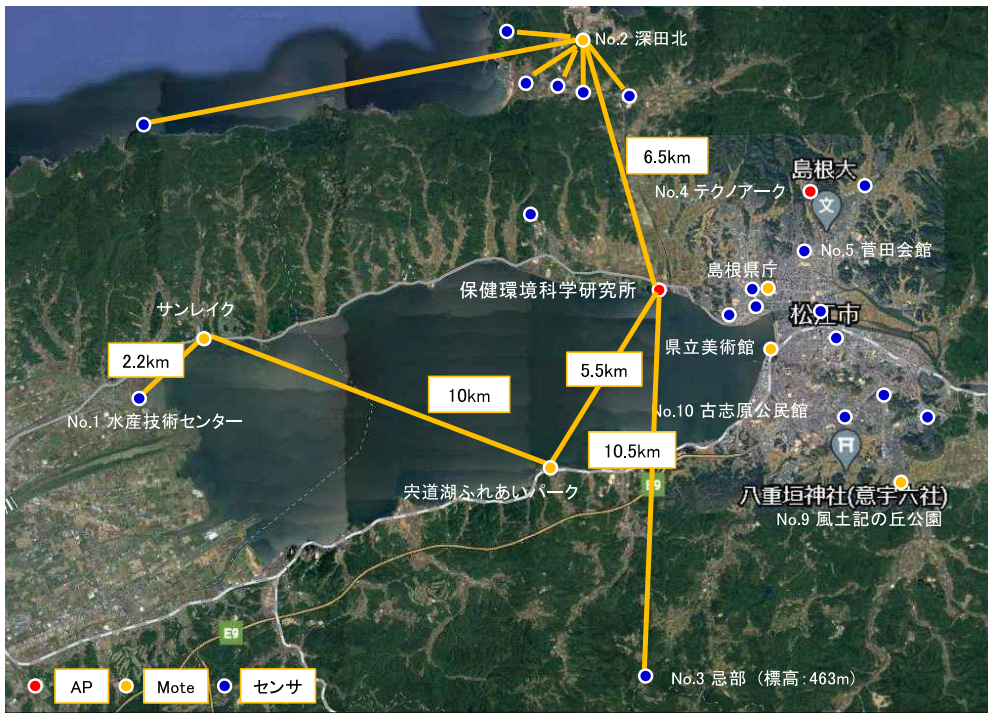 No.2 深田北
6.5km
島根大
No.4 テクノアーク
文
No.5 菅田会館
島根県庁
保健環境科学研究所
サンレイク
松江市
県立美術館
2.2km
5.5km
10km
No.1 水産技術センター
No.10 古志原公民館
10.5km
E9
宍道湖ふれあいパーク
八重垣神社(意宇六社)
No.9 風土記の丘公園
E9
No.3 忌部 (標高:463m)
AP
Mote
センサ